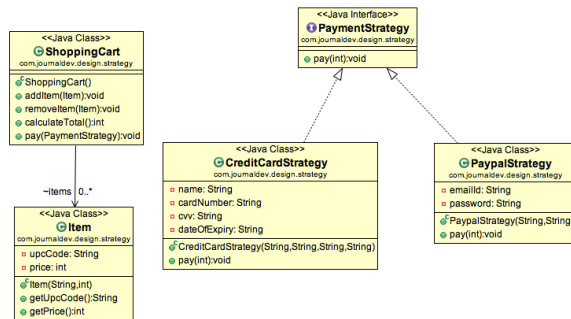 <<Java Class>>
ShoppingCart
com.journaldev.design.strategy
ShoppingCart()
addItem(Item):void
removeItem(Item):void
calculateTotal():int
pay(PaymentStrategy):void
~items 0..*
<<Java Class>>
Item
com.journaldev.design.strategy
upcCode: String
price: int
Item(String,int)
getUpcCode():String
getPrice():int
<<Java Interface>>
PaymentStrategy
com.journaldev.design.strategy
pay(int):void
<<Java Class>>
CreditCardStrategy
com.journaldev.design.strategy
name: String
cardNumber: String
cvv: String
dateOfExpiry: String
CreditCardStrategy(String,String,String,String)
pay(int):void
<<Java Class>>
PaypalStrategy
com.journaldev.design.strategy
emailId: String
password: String
PaypalStrategy(String,String)
pay(int):void